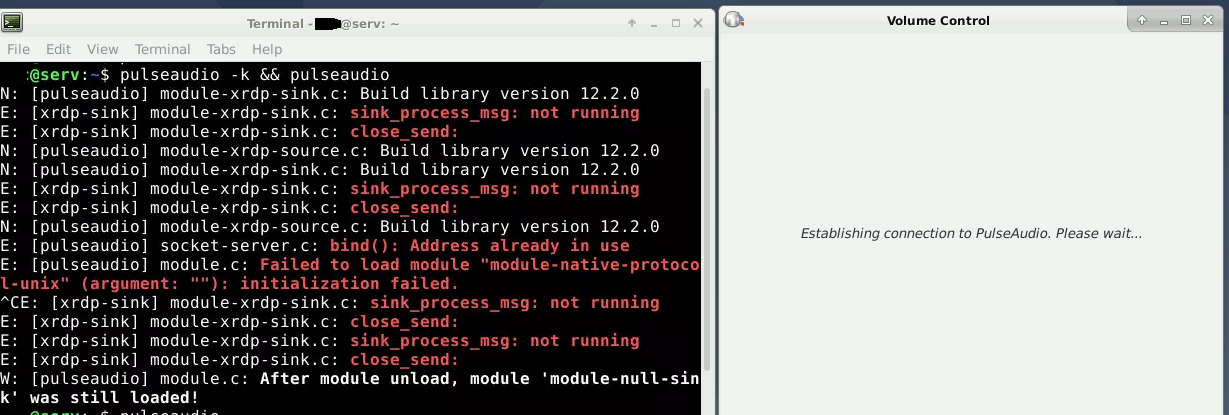 Terminal - @serv: ~
File Edit View Terminal Tabs Help
:@serv:~$ pulseaudio -k && pulseaudio
N: [pulseaudio] module-xrdp-sink.c: Build library version 12.2.0
E: [xrdp-sink] module-xrdp-sink.c: sink_process_msg: not running
E: [xrdp-sink] module-xrdp-sink.c: close_send:
N: [pulseaudio] module-xrdp-source.c: Build library version 12.2.0
N: [pulseaudio] module-xrdp-sink.c: Build library version 12.2.0
E: [xrdp-sink] module-xrdp-sink.c: sink_process_msg: not running
E: [xrdp-sink] module-xrdp-sink.c: close_send:
N: [pulseaudio] module-xrdp-source.c: Build library version 12.2.0
E: [pulseaudio] socket-server.c: bind(): Address already in use
E: [pulseaudio] module.c: Failed to load module "module-native-protoco
l-unix" (argument: ""): initialization failed.
^CE: [xrdp-sink] module-xrdp-sink.c: sink_process_msg: not running
E: [xrdp-sink] module-xrdp-sink.c: close_send:
E: [xrdp-sink] module-xrdp-sink.c: sink_process_msg: not running
E: [xrdp-sink] module-xrdp-sink.c: close_send:
W: [pulseaudio] module.c: After module unload, module 'module-null-sin
k' was still loaded!
@serv: $ pulseaudio
Volume Control
Establishing connection to PulseAudio. Please wait...